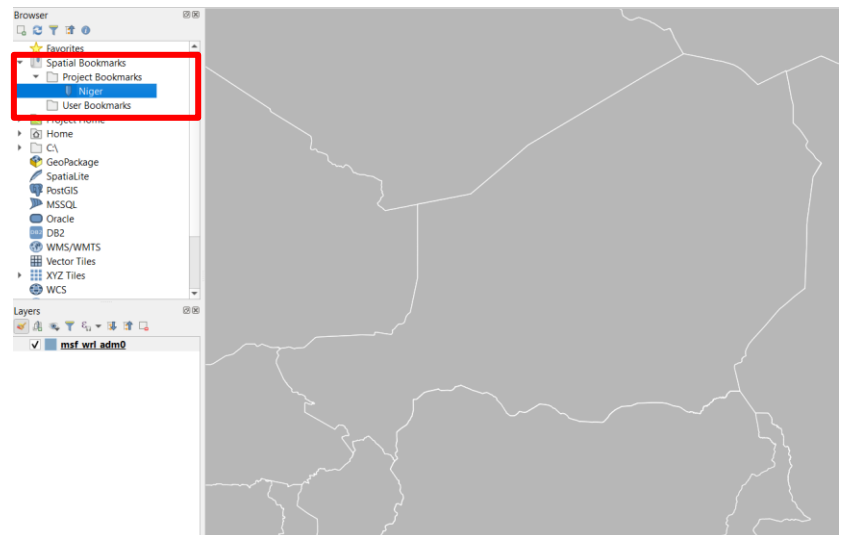 Browser
Favorites
Spatial Bookmarks
Project Bookmarks
Niger
User Bookmarks
Project Home
Home
C:\
GeoPackage
SpatiaLite
PostGIS
MSSQL
Oracle
DB2
WMS/WMTS
Vector Tiles
XYZ Tiles
WCS
Layers
msf_wrl_adm0